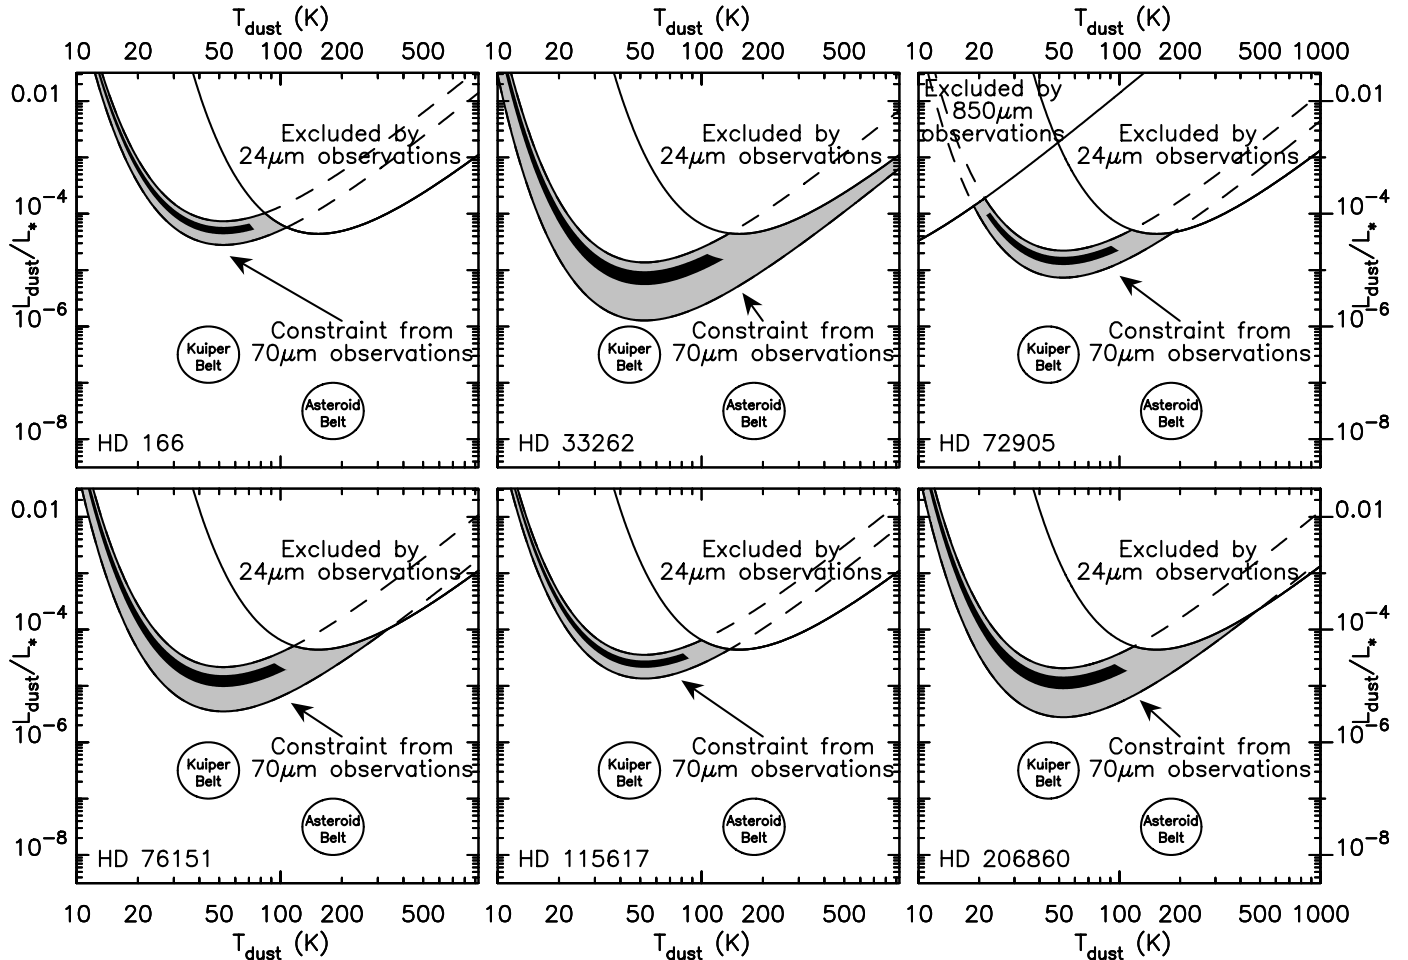 T_dust (K) T_dust (K) T_dust (K)
10 20 50 100 200 500 10 20 50 100 200 500 10 20 50 100 200 500 1000
L_dust/L_*
0.01
10^-4
10^-6
10^-8
Excluded by
24μm observations
Constraint from
70μm observations
Kuiper
Belt
Asteroid
Belt
HD 166
Excluded by
24μm observations
Constraint from
70μm observations
Kuiper
Belt
Asteroid
Belt
HD 33262
Excluded by
850μm
observations
Excluded by
24μm observations
Constraint from
70μm observations
Kuiper
Belt
Asteroid
Belt
HD 72905
0.01
10^-4
10^-6
10^-8
L_dust/L_*
L_dust/L_*
0.01
10^-4
10^-6
10^-8
Excluded by
24μm observations
Constraint from
70μm observations
Kuiper
Belt
Asteroid
Belt
HD 76151
Excluded by
24μm observations
Constraint from
70μm observations
Kuiper
Belt
Asteroid
Belt
HD 115617
Excluded by
24μm observations
Constraint from
70μm observations
Kuiper
Belt
Asteroid
Belt
HD 206860
0.01
10^-4
10^-6
10^-8
L_dust/L_*
10 20 50 100 200 500 10 20 50 100 200 500 10 20 50 100 200 500 1000
T_dust (K) T_dust (K) T_dust (K)